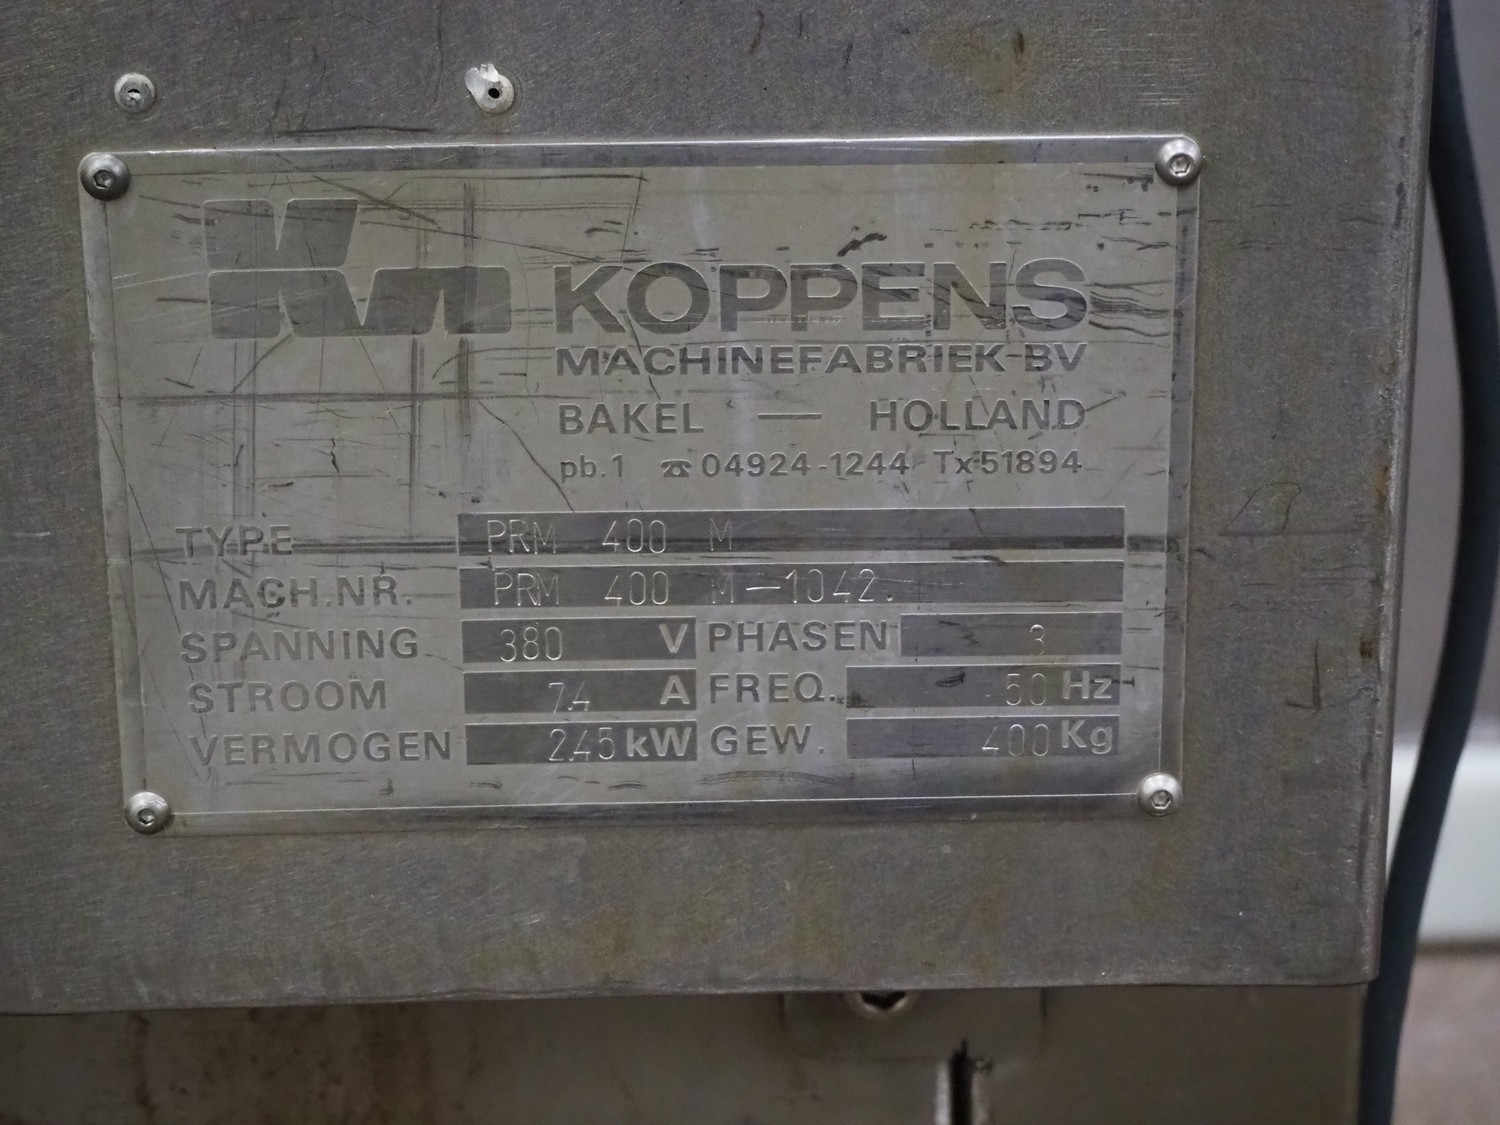 KM KOPPENS
MACHINEFABRIEK-BV
BAKEL — HOLLAND
pb.1 ☎ 04924-1244 Tx 51894
TYPE PRM 400 M
MACH.NR. PRM 400 M-1042.
SPANNING 380 V PHASEN 3
STROOM 7.4 A FREQ. 50 Hz
VERMOGEN 2.45 kW GEW. 400 Kg